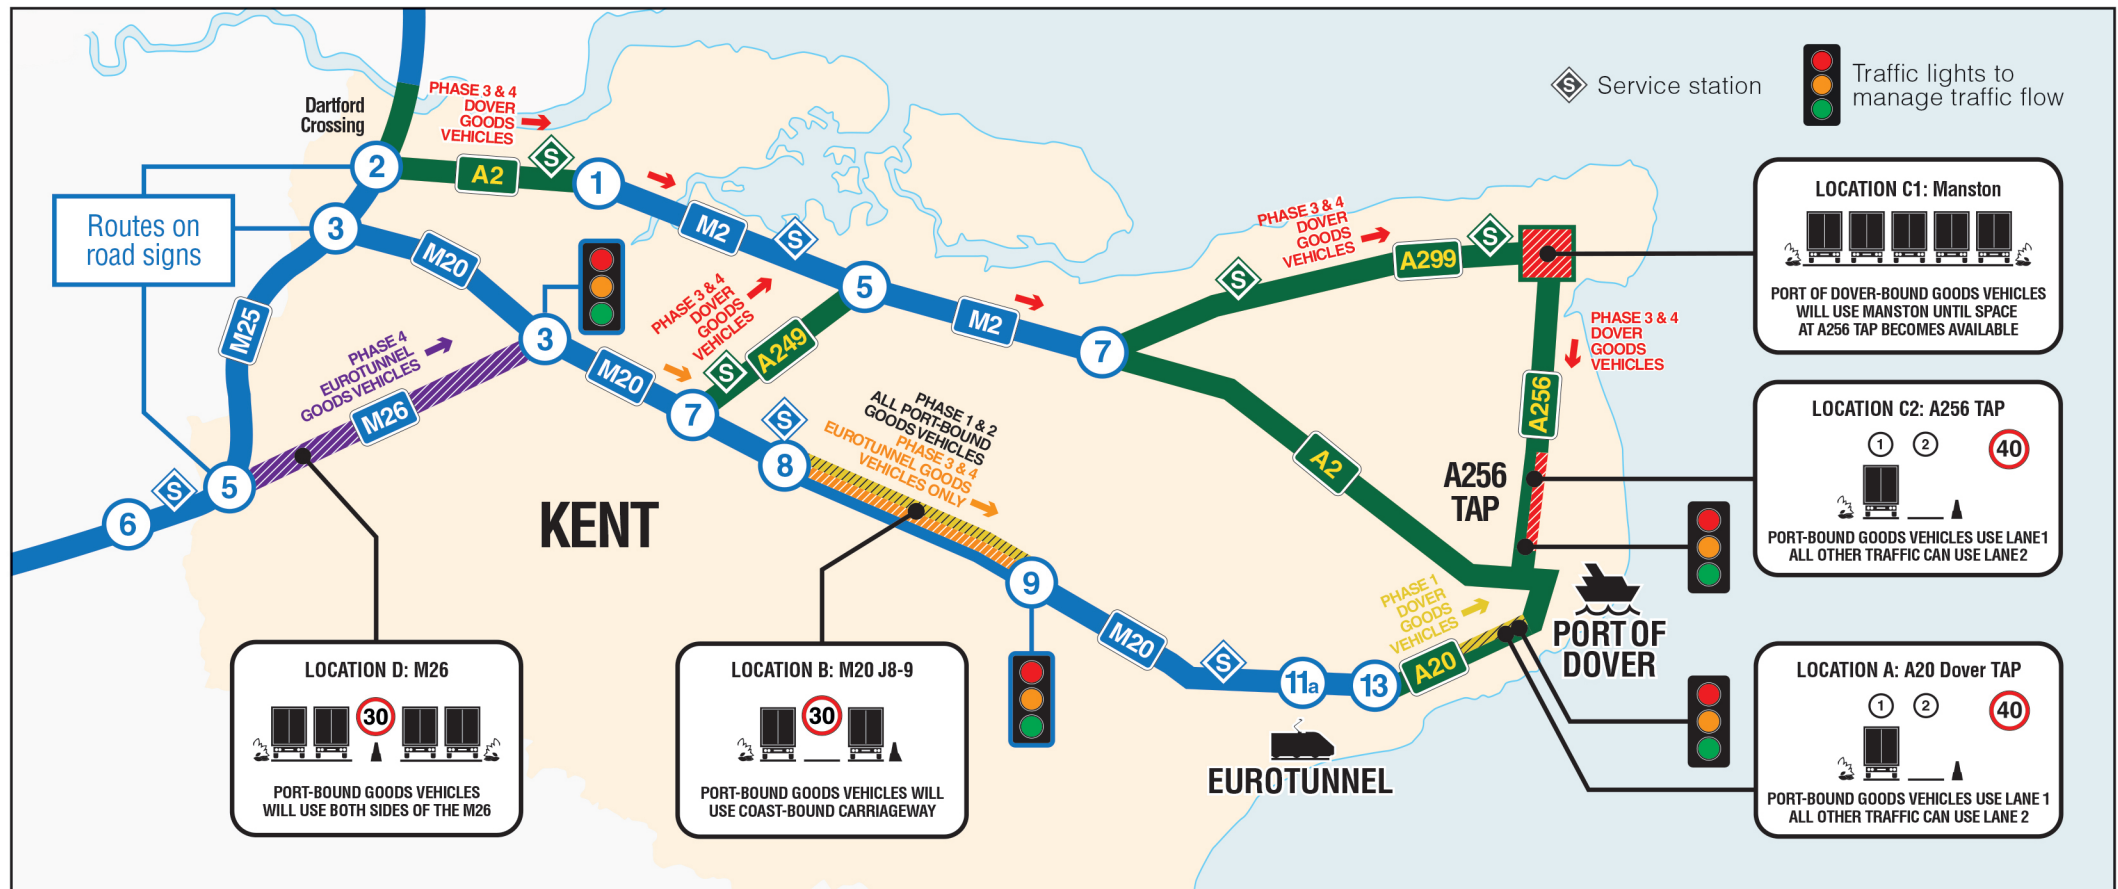 Dartford
Crossing
PHASE 3 & 4
DOVER
GOODS
VEHICLES
S Service station
Traffic lights to
manage traffic flow
Routes on
road signs
2
A2
S
1
3
M20
M2
S
M25
3
PHASE 3 & 4
DOVER
GOODS
VEHICLES
S
A249
5
M2
7
PHASE 3 & 4
DOVER
GOODS
VEHICLES
S
A299
S
LOCATION C1: Manston
PORT OF DOVER-BOUND GOODS VEHICLES
WILL USE MANSTON UNTIL SPACE
AT A256 TAP BECOMES AVAILABLE
PHASE 3 & 4
DOVER
GOODS
VEHICLES
A256
PHASE 4
EUROTUNNEL
GOODS VEHICLES
M26
M20
7
S
8
PHASE 1 & 2
ALL PORT-BOUND
GOODS VEHICLES
PHASE 3 & 4
EUROTUNNEL GOODS
VEHICLES ONLY
A2
A256
TAP
LOCATION C2: A256 TAP
1 2 40
PORT-BOUND GOODS VEHICLES USE LANE 1
ALL OTHER TRAFFIC CAN USE LANE 2
6
S
5
KENT
9
M20
S
11a
13
PHASE 1
DOVER
GOODS
VEHICLES
A20
PORT OF
DOVER
EUROTUNNEL
LOCATION D: M26
30
PORT-BOUND GOODS VEHICLES
WILL USE BOTH SIDES OF THE M26
LOCATION B: M20 J8-9
30
PORT-BOUND GOODS VEHICLES WILL
USE COAST-BOUND CARRIAGEWAY
LOCATION A: A20 Dover TAP
1 2 40
PORT-BOUND GOODS VEHICLES USE LANE 1
ALL OTHER TRAFFIC CAN USE LANE 2